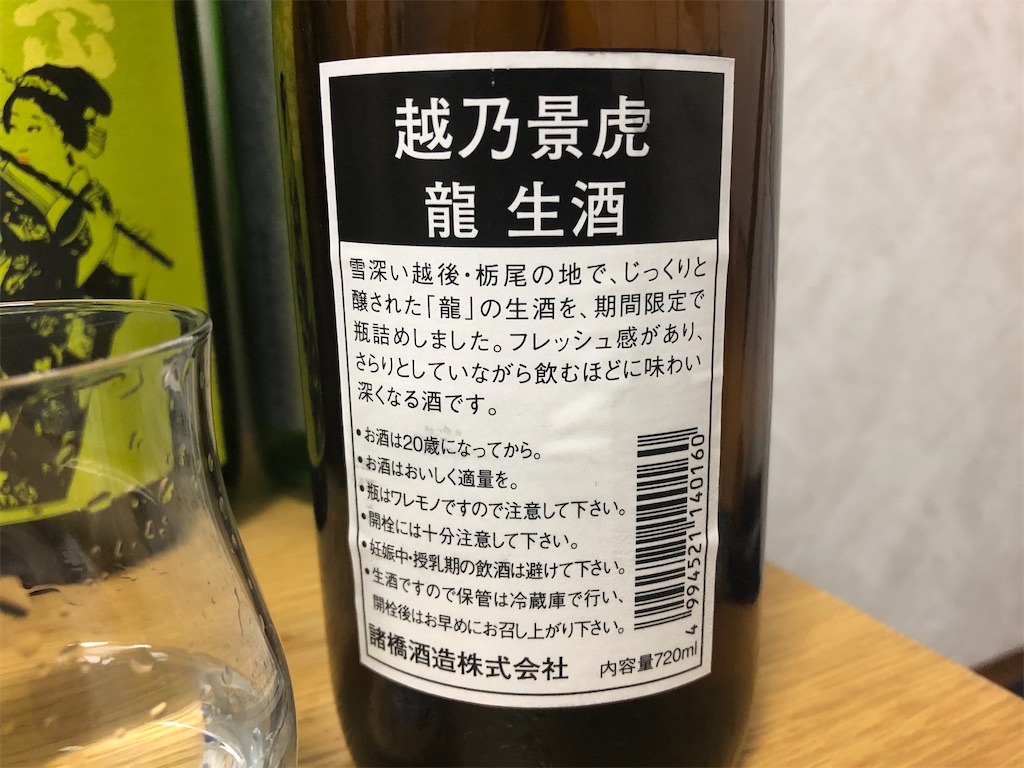 越乃景虎
龍 生酒
雪深い越後・栃尾の地で、じっくりと
醸された「龍」の生酒を、期間限定で
瓶詰めしました。フレッシュ感があり、
さらりとしていながら飲むほどに味わい
深くなる酒です。
•お酒は20歳になってから。
•お酒はおいしく適量を。
•瓶はワレモノですので注意して下さい。
•開栓には十分注意して下さい。
•妊娠中・授乳期の飲酒は避けて下さい。
•生酒ですので保管は冷蔵庫で行い、
開栓後はお早めにお召し上がり下さい。
諸橋酒造株式会社
内容量720ml
4 994521 140160